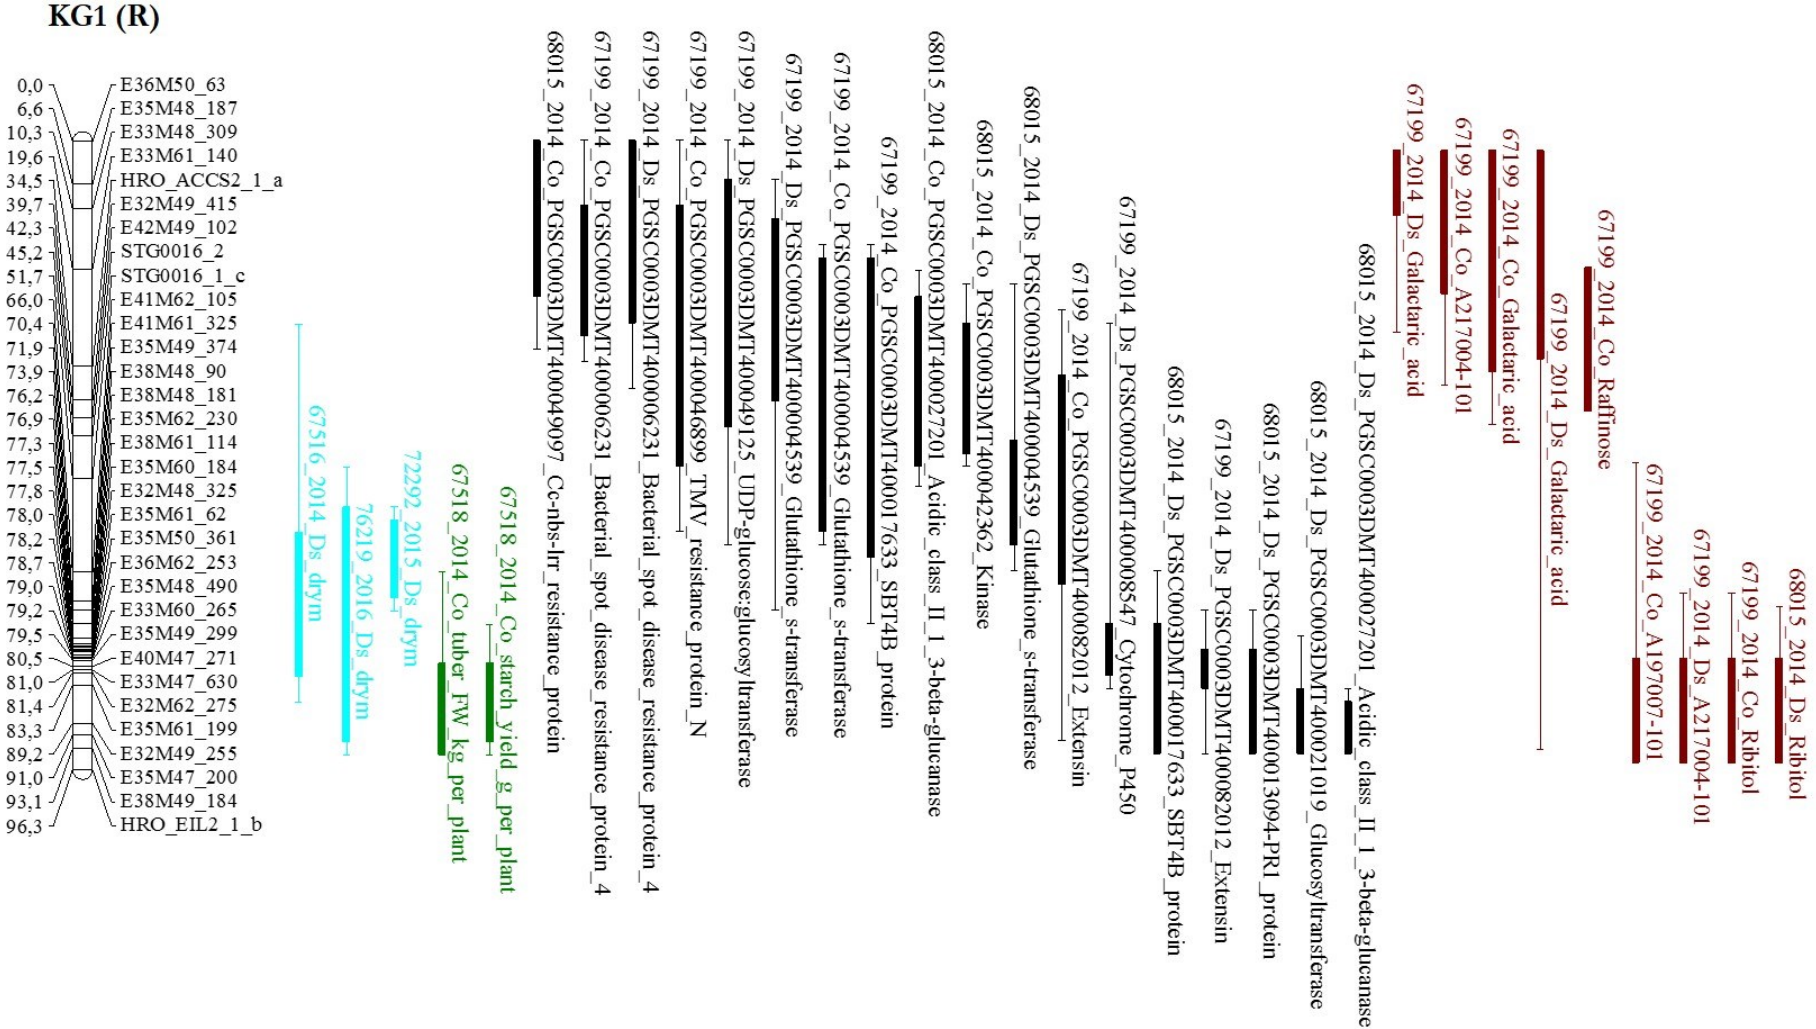 KG1 (R)
0,0 E36M50_63
6,6 E35M48_187
10,3 E33M48_309
19,6 E33M61_140
34,5 HRO_ACCS2_1_a
39,7 E32M49_415
42,3 E42M49_102
45,2 STG0016_2
51,7 STG0016_1_c
66,0 E41M62_105
70,4 E41M61_325
71,9 E35M49_374
73,9 E38M48_90
76,2 E38M48_181
76,9 E35M62_230
77,3 E38M61_114
77,5 E35M60_184
77,8 E32M48_325
78,0 E35M61_62
78,2 E35M50_361
78,7 E36M62_253
79,0 E35M48_490
79,2 E33M60_265
79,5 E35M49_299
80,5 E40M47_271
81,0 E33M47_630
81,4 E32M62_275
83,3 E35M61_199
89,2 E32M49_255
91,0 E35M47_200
93,1 E38M49_184
96,3 HRO_EIL2_1_b
67516_2014_Ds_drym
76219_2016_Ds_drym
72292_2015_Ds_drym
67518_2014_Co_tuber_FW_kg_per_plant
67518_2014_Co_starch_yield_g_per_plant
68015_2014_Co_PGSC0003DMT400049097_Cc-nbs-lrr_resistance_protein
67199_2014_Co_PGSC0003DMT400006231_Bacterial_spot_disease_resistance_protein_4
67199_2014_Ds_PGSC0003DMT400006231_Bacterial_spot_disease_resistance_protein_4
67199_2014_Co_PGSC0003DMT400046899_TMV_resistance_protein_N
67199_2014_Ds_PGSC0003DMT400049125_UDP-glucose:glucosyltransferase
67199_2014_Ds_PGSC0003DMT400004539_Glutathione_s-transferase
67199_2014_Co_PGSC0003DMT400004539_Glutathione_s-transferase
67199_2014_Co_PGSC0003DMT400017633_SBT4B_protein
68015_2014_Co_PGSC0003DMT400027201_Acidic_class_II_1_3-beta-glucanase
68015_2014_Co_PGSC0003DMT400042362_Kinase
68015_2014_Ds_PGSC0003DMT400004539_Glutathione_s-transferase
67199_2014_Co_PGSC0003DMT400082012_Extensin
67199_2014_Ds_PGSC0003DMT400008547_Cytochrome_P450
68015_2014_Ds_PGSC0003DMT400017633_SBT4B_protein
67199_2014_Ds_PGSC0003DMT400082012_Extensin
68015_2014_Ds_PGSC0003DMT400013094-PR1_protein
68015_2014_Ds_PGSC0003DMT400021019_Glucosyltransferase
68015_2014_Ds_PGSC0003DMT400027201_Acidic_class_II_1_3-beta-glucanase
67199_2014_Ds_Galactaric_acid
67199_2014_Co_A217004-101
67199_2014_Co_Galactaric_acid
67199_2014_Ds_Galactaric_acid
67199_2014_Co_Raffinose
67199_2014_Co_A197007-101
67199_2014_Ds_A217004-101
67199_2014_Co_Ribitol
68015_2014_Ds_Ribitol